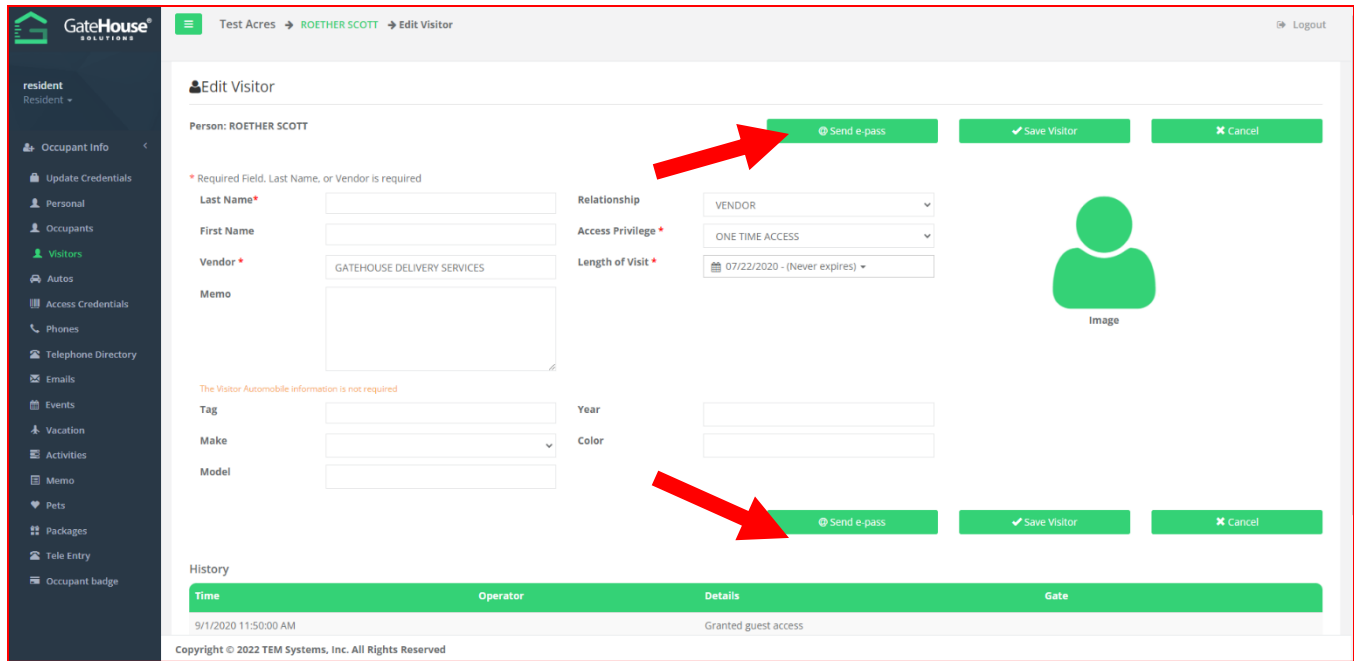 GateHouse®
SOLUTIONS
Test Acres → ROETHER SCOTT → Edit Visitor
Logout
resident
Resident
Occupant Info
Update Credentials
Personal
Occupants
Visitors
Autos
Access Credentials
Phones
Telephone Directory
Emails
Events
Vacation
Activities
Memo
Pets
Packages
Tele Entry
Occupant badge
Edit Visitor
Person: ROETHER SCOTT
@ Send e-pass
Save Visitor
Cancel
* Required Field. Last Name, or Vendor is required
Last Name*
Relationship
VENDOR
First Name
Access Privilege *
ONE TIME ACCESS
Vendor *
GATEHOUSE DELIVERY SERVICES
Length of Visit *
07/22/2020 - (Never expires)
Memo
Image
The Visitor Automobile information is not required
Tag
Year
Make
Color
Model
@ Send e-pass
Save Visitor
Cancel
History
Time Operator Details Gate
9/1/2020 11:50:00 AM Granted guest access
Copyright © 2022 TEM Systems, Inc. All Rights Reserved